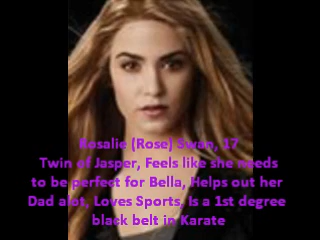 Rosalie (Rose) Swan, 17
Twin of Jasper, Feels like she needs
to be perfect for Bella, Helps out her
Dad alot, Loves Sports, Is a 1st degree
black belt in Karate